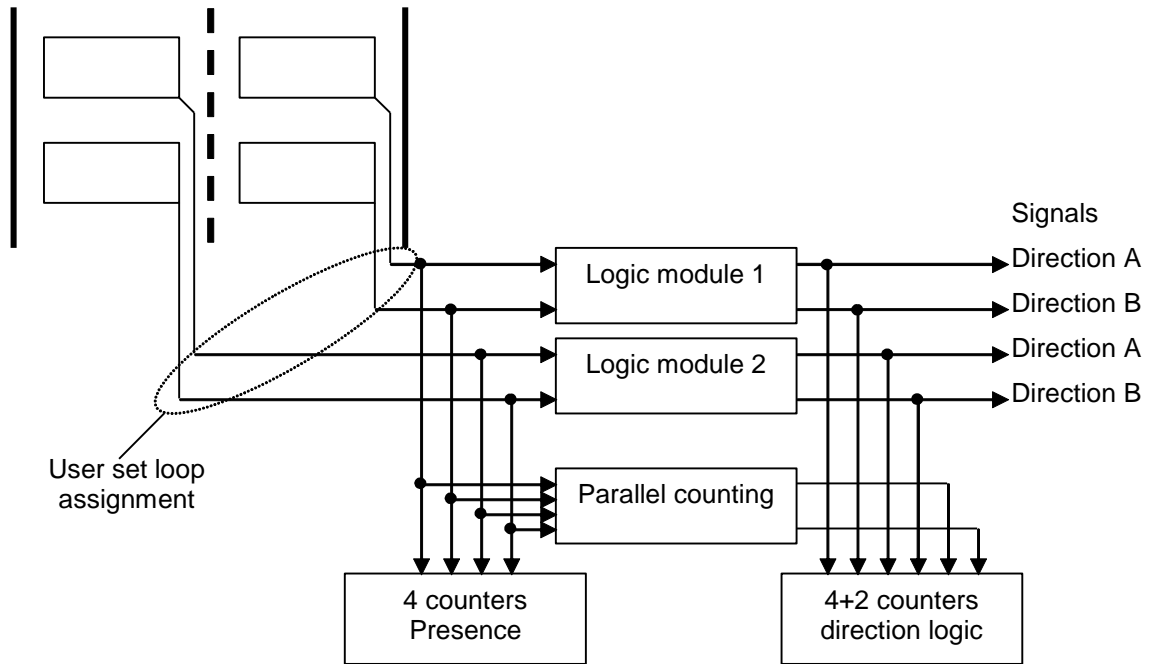 Signals
Direction A
Logic module 1
Direction B
Direction A
Logic module 2
Direction B
User set loop
assignment
Parallel counting
4 counters
Presence
4+2 counters
direction logic